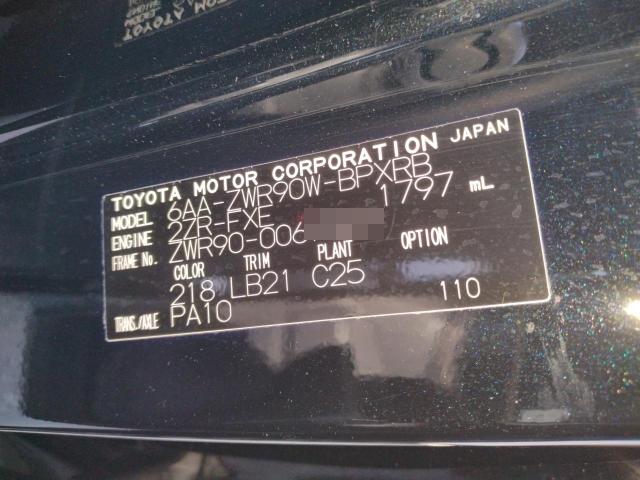 TOYOTA MOTOR CORPORATION JAPAN
MODEL 6AA-ZWR90W-BPXRB
ENGINE 2ZR-FXE 1797 mL
FRAME No. ZWR90-006
COLOR TRIM PLANT OPTION
218 LB21 C25
TRANS./AXLE PA10 110